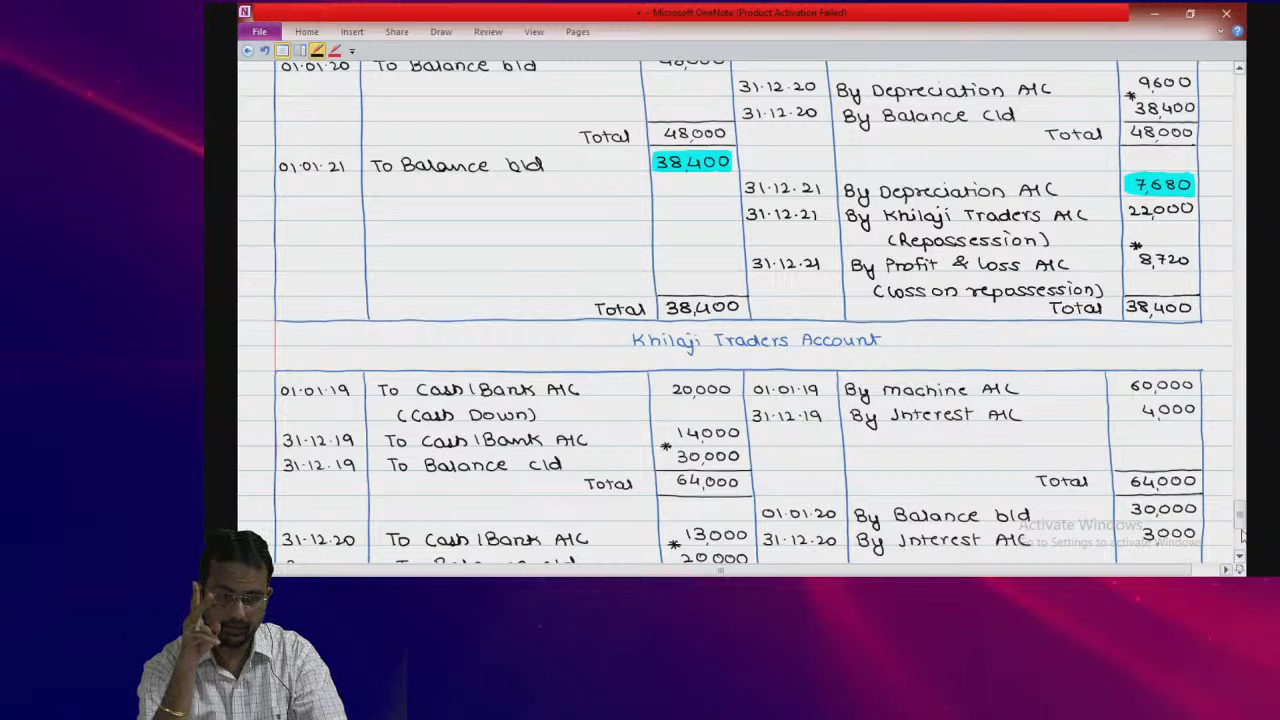 Microsoft OneNote (Product Activation Failed)
File Home Insert Share Draw Review View Pages
01.01.20 To Balance b/d 48,000
31.12.20 By Depreciation A/C 9,600
31.12.20 By Balance C/d * 38,400
Total 48,000 Total 48,000
01.01.21 To Balance b/d 38,400
31.12.21 By Depreciation A/C 7,680
31.12.21 By Khilaji Traders A/C 22,000
(Repossession)
31.12.21 By Profit & loss A/C * 8,720
(loss on repossession)
Total 38,400 Total 38,400
Khilaji Traders Account
01.01.19 To Cash/Bank A/C 20,000 01.01.19 By machine A/C 60,000
(Cash Down) 31.12.19 By Interest A/C 4,000
31.12.19 To Cash/Bank A/C 14,000
31.12.19 To Balance c/d * 30,000
Total 64,000 Total 64,000
01.01.20 By Balance b/d 30,000
31.12.20 To Cash/Bank A/C 13,000 31.12.20 By Interest A/C 3000
* 20,000
Activate Windows
Go to Settings to activate Windows.